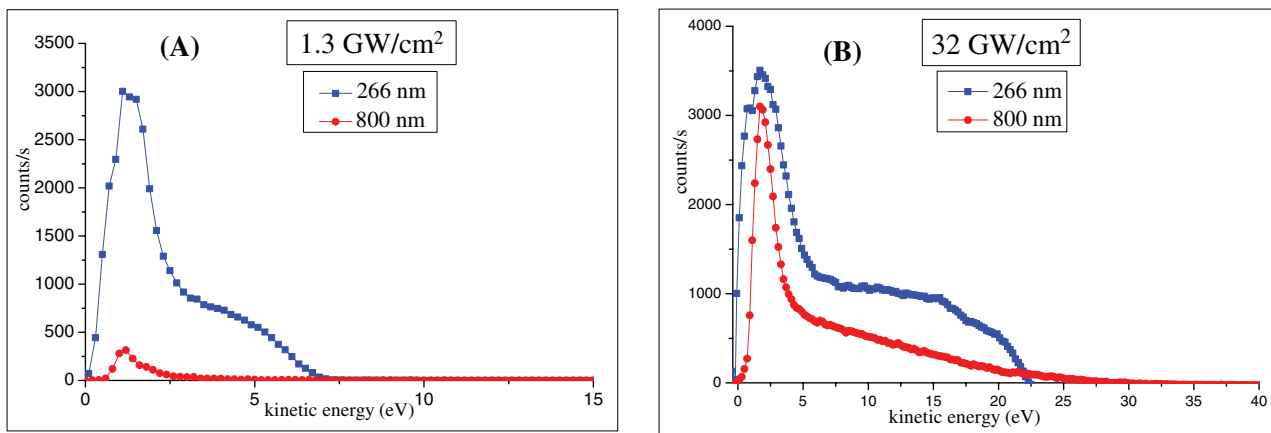 (A)
1.3 GW/cm²
266 nm
800 nm
counts/s
3500
3000
2500
2000
1500
1000
500
0
0
5
10
15
kinetic energy (eV)
(B)
32 GW/cm²
266 nm
800 nm
counts/s
4000
3000
2000
1000
0
0
5
10
15
20
25
30
35
40
kinetic energy (eV)